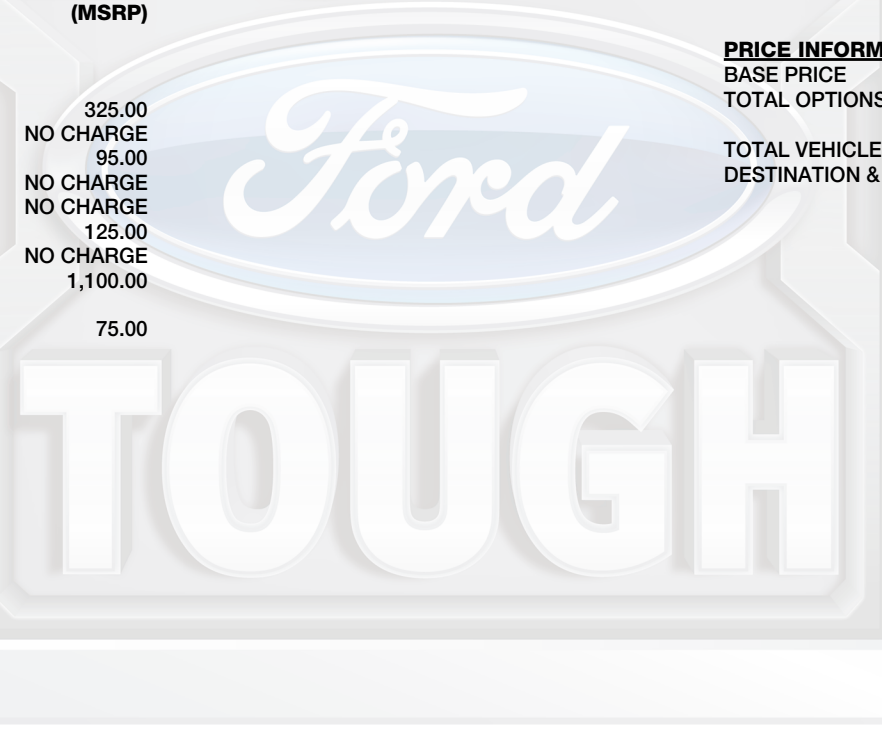 (MSRP)
325.00
NO CHARGE
95.00
NO CHARGE
NO CHARGE
125.00
NO CHARGE
1,100.00
75.00
PRICE INFORM
BASE PRICE
TOTAL OPTIONS
TOTAL VEHICLE
DESTINATION &
Ford
TOUGH